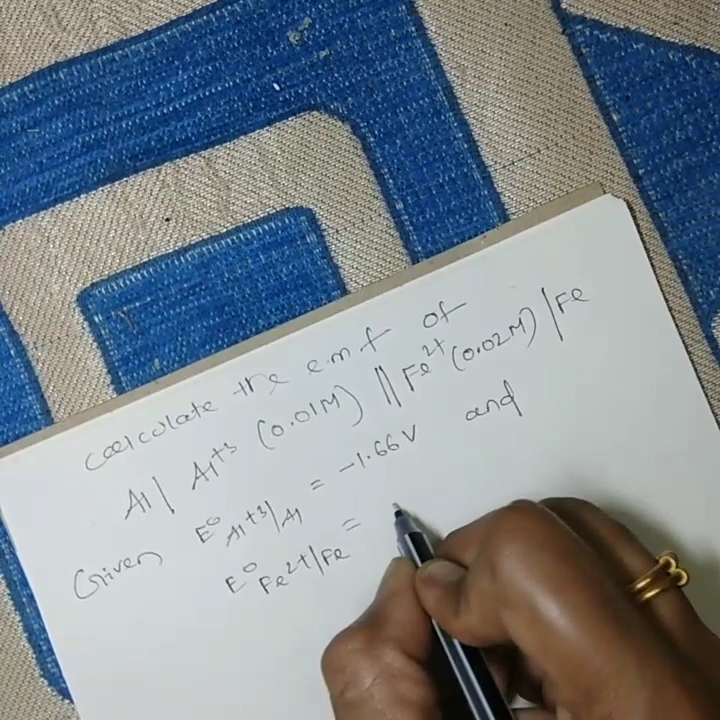 calculate the emf of
Al | Al+3 (0.01M) || Fe2+ (0.02M) | Fe
Given E° Al+3/Al = -1.66V and
E° Fe2+/Fe =